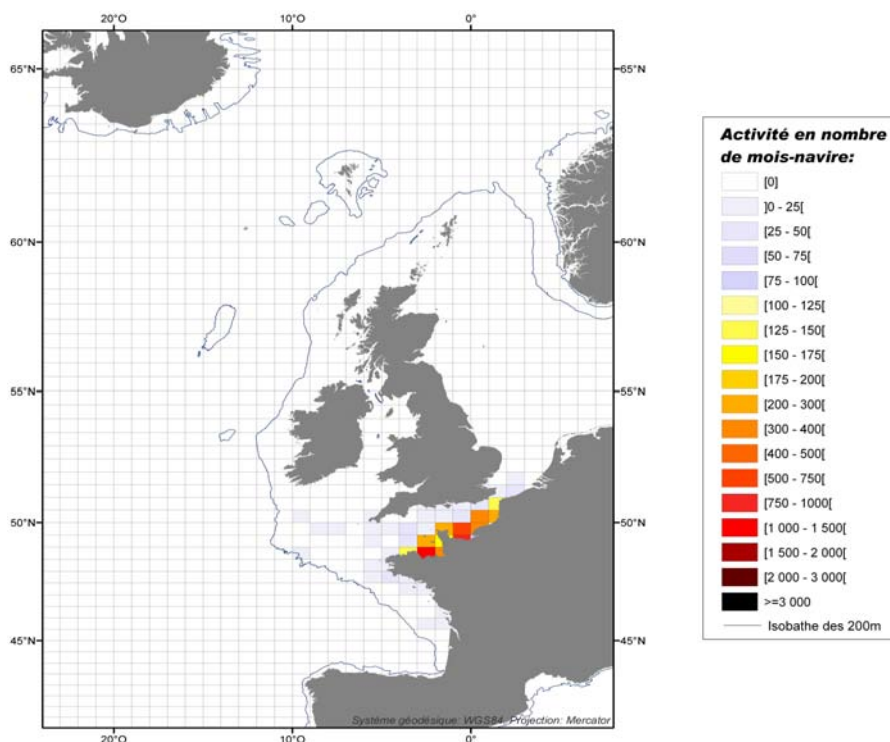 20°O 10°O 0°
65°N 65°N
60°N 60°N
55°N 55°N
50°N 50°N
45°N 45°N
Système géodésique: WGS84, Projection: Mercator
20°O 10°O 0°
Activité en nombre
de mois-navire:
[0]
]0 - 25[
[25 - 50[
[50 - 75[
[75 - 100[
[100 - 125[
[125 - 150[
[150 - 175[
[175 - 200[
[200 - 300[
[300 - 400[
[400 - 500[
[500 - 750[
[750 - 1000[
[1 000 - 1 500[
[1 500 - 2 000[
[2 000 - 3 000[
>=3 000
Isobathe des 200m